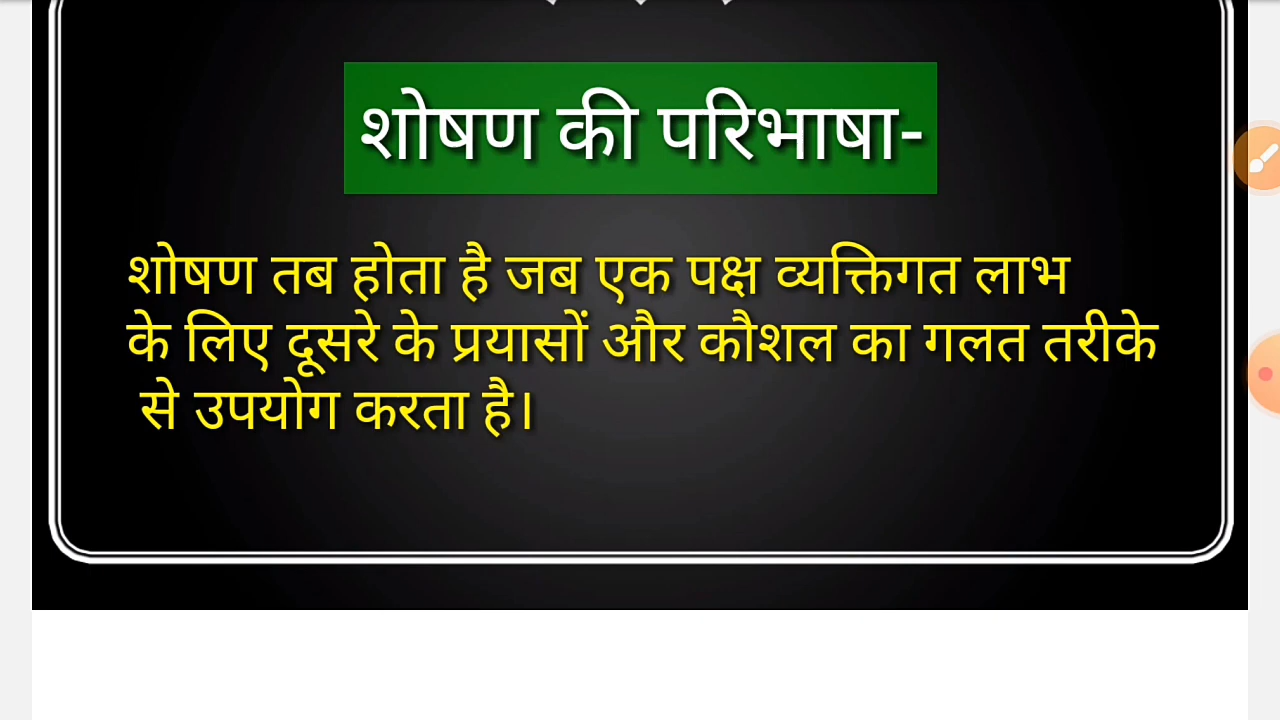 शोषण की परिभाषा-
शोषण तब होता है जब एक पक्ष व्यक्तिगत लाभ
के लिए दूसरे के प्रयासों और कौशल का गलत तरीके
से उपयोग करता है।